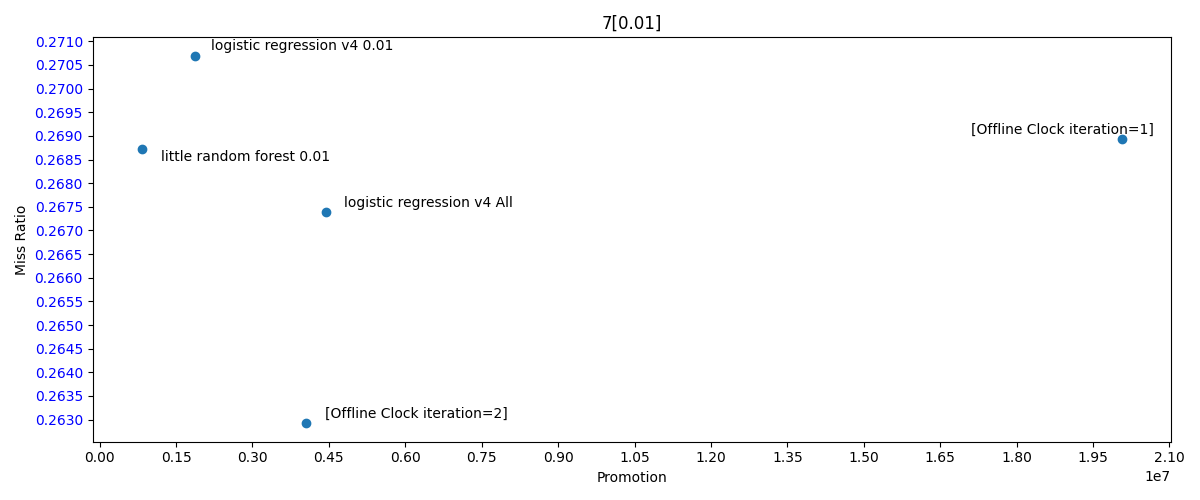 7[0.01]
0.2710
0.2705
0.2700
0.2695
0.2690
0.2685
0.2680
0.2675
0.2670
0.2665
0.2660
0.2655
0.2650
0.2645
0.2640
0.2635
0.2630
Miss Ratio
logistic regression v4 0.01
[Offline Clock iteration=1]
little random forest 0.01
logistic regression v4 All
[Offline Clock iteration=2]
0.00 0.15 0.30 0.45 0.60 0.75 0.90 1.05 1.20 1.35 1.50 1.65 1.80 1.95 2.10
1e7
Promotion